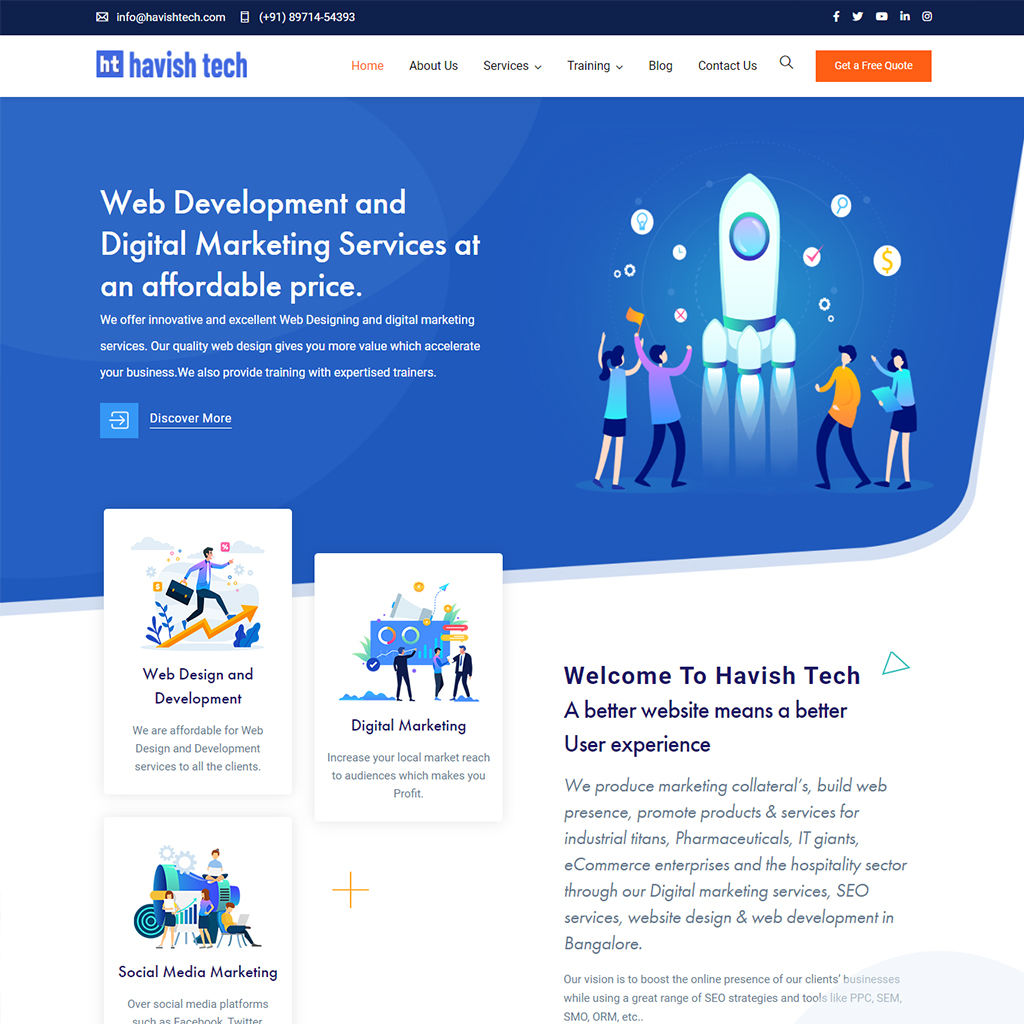 info@havishtech.com (+91) 89714-54393
ht havish tech
Home About Us Services Training Blog Contact Us Get a Free Quote
Web Development and
Digital Marketing Services at
an affordable price.
We offer innovative and excellent Web Designing and digital marketing
services. Our quality web design gives you more value which accelerate
your business.We also provide training with expertised trainers.
Discover More
Web Design and
Development
We are affordable for Web
Design and Development
services to all the clients.
Digital Marketing
Increase your local market reach
to audiences which makes you
Profit.
Social Media Marketing
Over social media platforms
such as Facebook, Twitter
Welcome To Havish Tech
A better website means a better
User experience
We produce marketing collateral's, build web
presence, promote products & services for
industrial titans, Pharmaceuticals, IT giants,
eCommerce enterprises and the hospitality sector
through our Digital marketing services, SEO
services, website design & web development in
Bangalore.
Our vision is to boost the online presence of our clients' businesses
while using a great range of SEO strategies and tools like PPC, SEM,
SMO, ORM, etc..